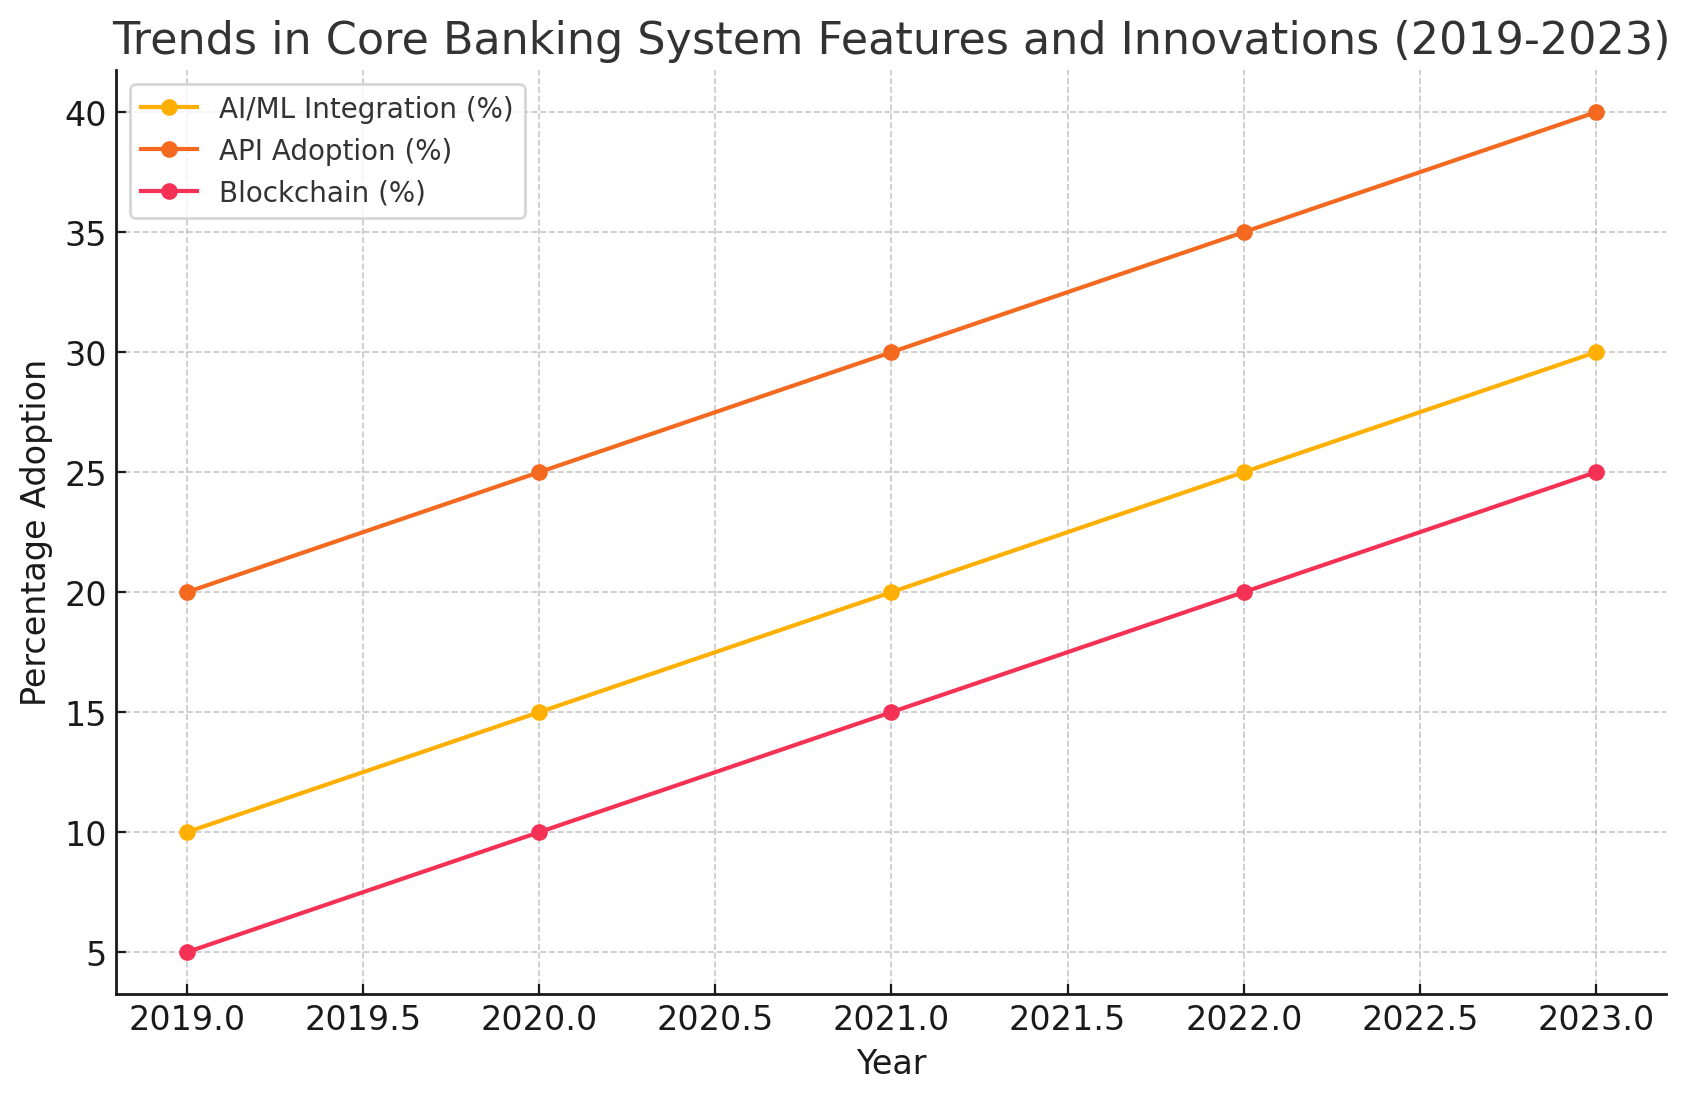 Trends in Core Banking System Features and Innovations (2019-2023)
AI/ML Integration (%)
API Adoption (%)
Blockchain (%)
Percentage Adoption
40
35
30
25
20
15
10
5
2019.0 2019.5 2020.0 2020.5 2021.0 2021.5 2022.0 2022.5 2023.0
Year